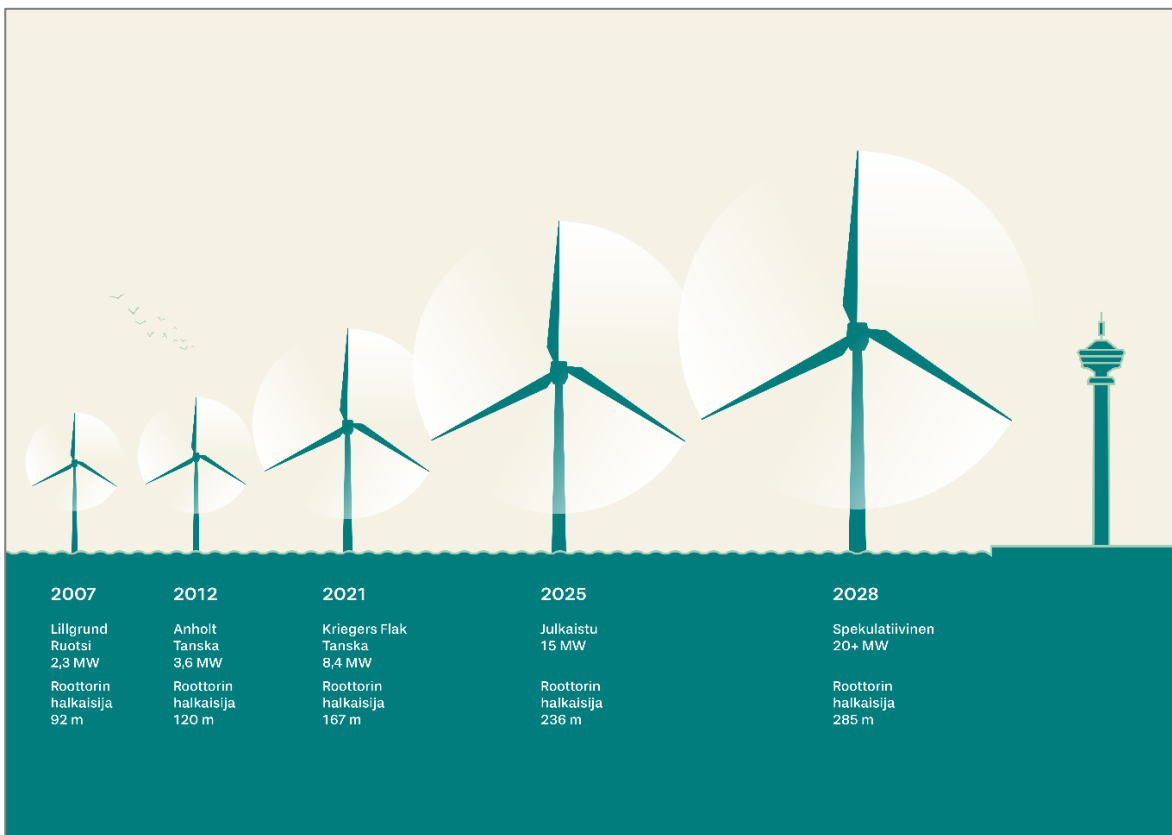 2007
Lillgrund
Ruotsi
2,3 MW
Roottorin
halkaisija
92 m
2012
Anholt
Tanska
3,6 MW
Roottorin
halkaisija
120 m
2021
Kriegers Flak
Tanska
8,4 MW
Roottorin
halkaisija
167 m
2025
Julkaistu
15 MW
Roottorin
halkaisija
236 m
2028
Spekulatiivinen
20+ MW
Roottorin
halkaisija
285 m